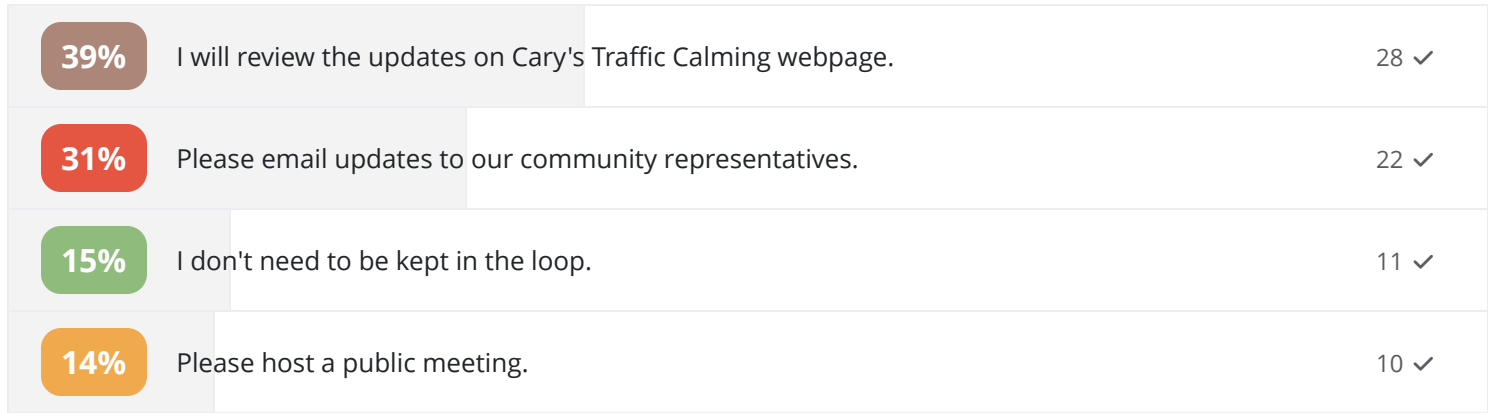 39% I will review the updates on Cary's Traffic Calming webpage. 28 ✓
31% Please email updates to our community representatives. 22 ✓
15% I don't need to be kept in the loop. 11 ✓
14% Please host a public meeting. 10 ✓